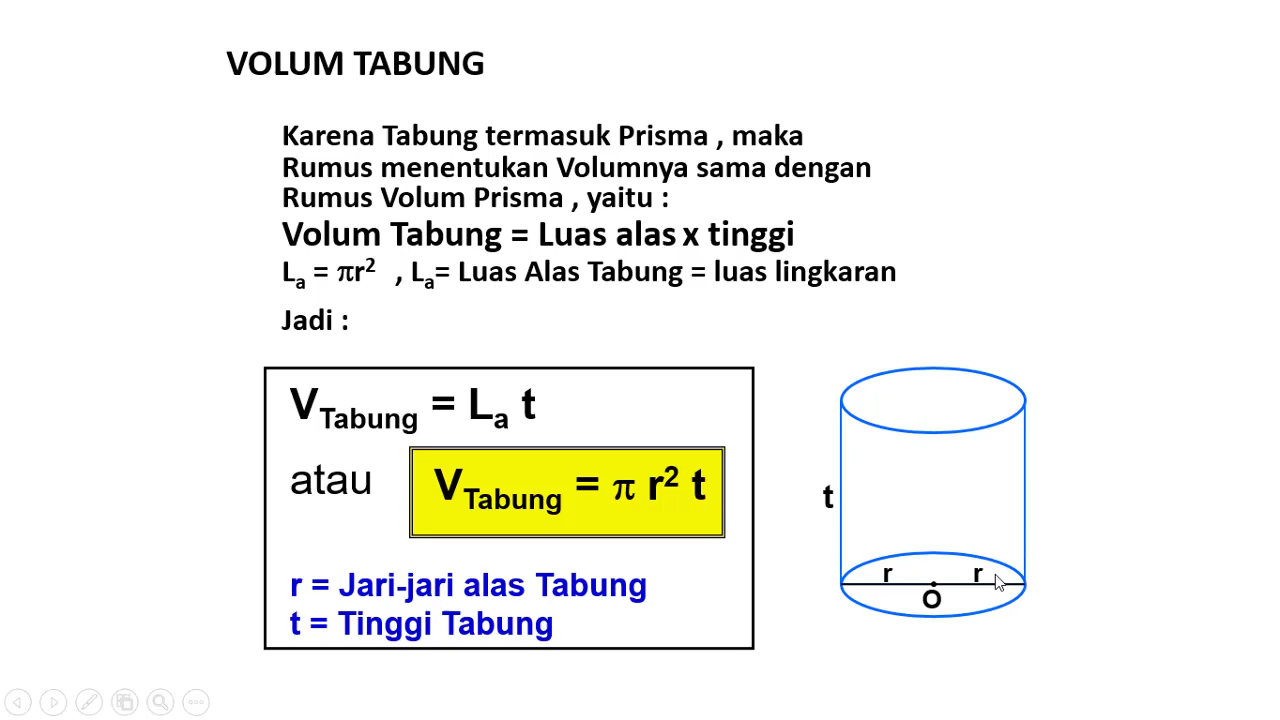 VOLUM TABUNG
Karena Tabung termasuk Prisma , maka
Rumus menentukan Volumnya sama dengan
Rumus Volum Prisma , yaitu :
Volum Tabung = Luas alas x tinggi
Lₐ = πr² , Lₐ= Luas Alas Tabung = luas lingkaran
Jadi :
V_Tabung = Lₐ t
atau V_Tabung = π r² t
r = Jari-jari alas Tabung
t = Tinggi Tabung
t
r r
O